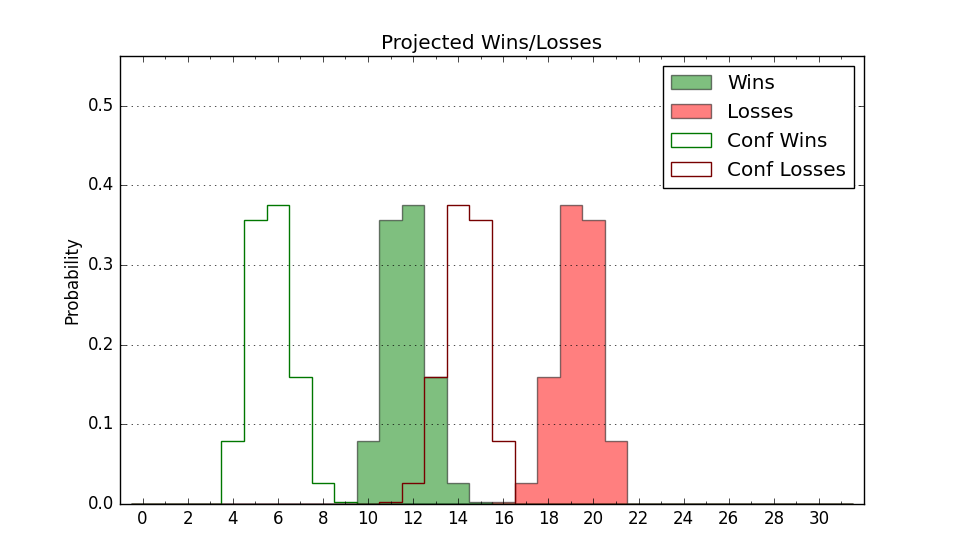 Projected Wins/Losses
Probability
0.5
0.4
0.3
0.2
0.1
0.0
0 2 4 6 8 10 12 14 16 18 20 22 24 26 28 30
Wins
Losses
Conf Wins
Conf Losses